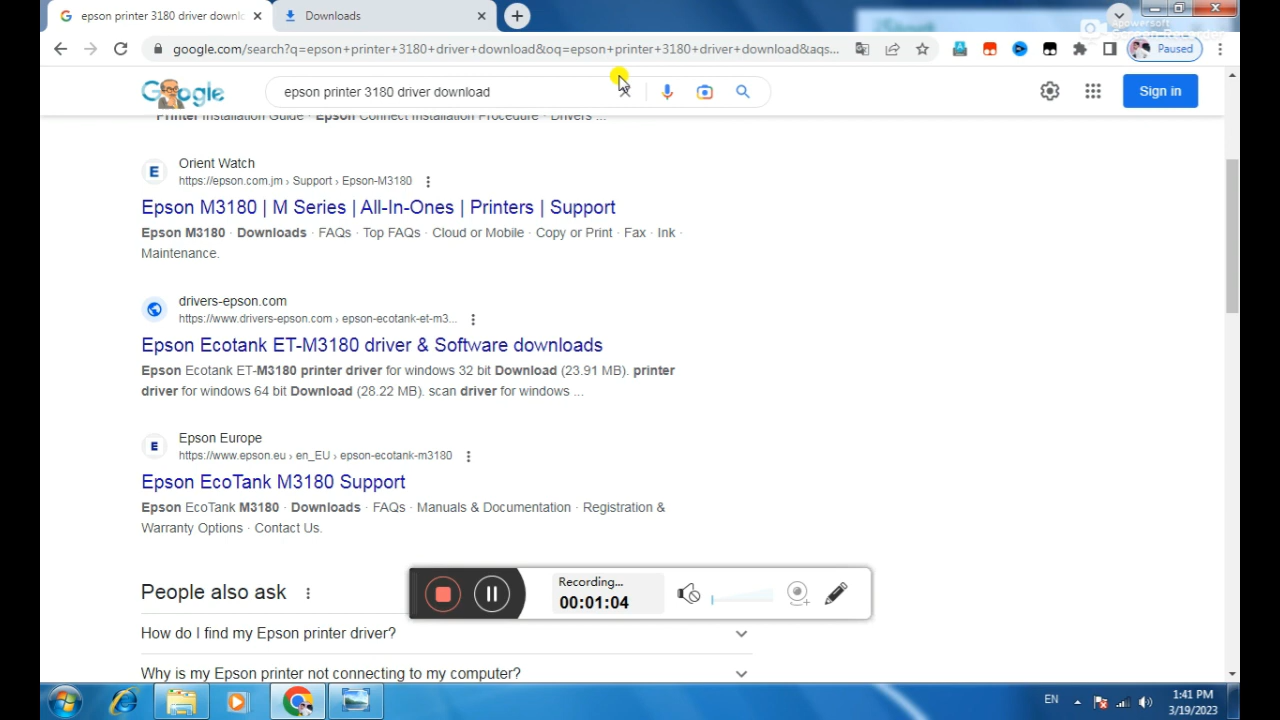 epson printer 3180 driver downl
Downloads
Apowersoft
Screen Recorder
google.com/search?q=epson+printer+3180+driver+download&oq=epson+printer+3180+driver+download&aqs...
Paused
Google
epson printer 3180 driver download
Sign in
Printer Installation Guide · Epson Connect Installation Procedure · Drivers ...
Orient Watch
https://epson.com.jm › Support › Epson-M3180
Epson M3180 | M Series | All-In-Ones | Printers | Support
Epson M3180 · Downloads · FAQs · Top FAQs · Cloud or Mobile · Copy or Print · Fax · Ink ·
Maintenance.
drivers-epson.com
https://www.drivers-epson.com › epson-ecotank-et-m3...
Epson Ecotank ET-M3180 driver & Software downloads
Epson Ecotank ET-M3180 printer driver for windows 32 bit Download (23.91 MB). printer
driver for windows 64 bit Download (28.22 MB). scan driver for windows ...
Epson Europe
https://www.epson.eu › en_EU › epson-ecotank-m3180
Epson EcoTank M3180 Support
Epson EcoTank M3180 · Downloads · FAQs · Manuals & Documentation · Registration &
Warranty Options · Contact Us.
People also ask
Recording...
00:01:04
How do I find my Epson printer driver?
Why is my Epson printer not connecting to my computer?
EN
1:41 PM
3/19/2023